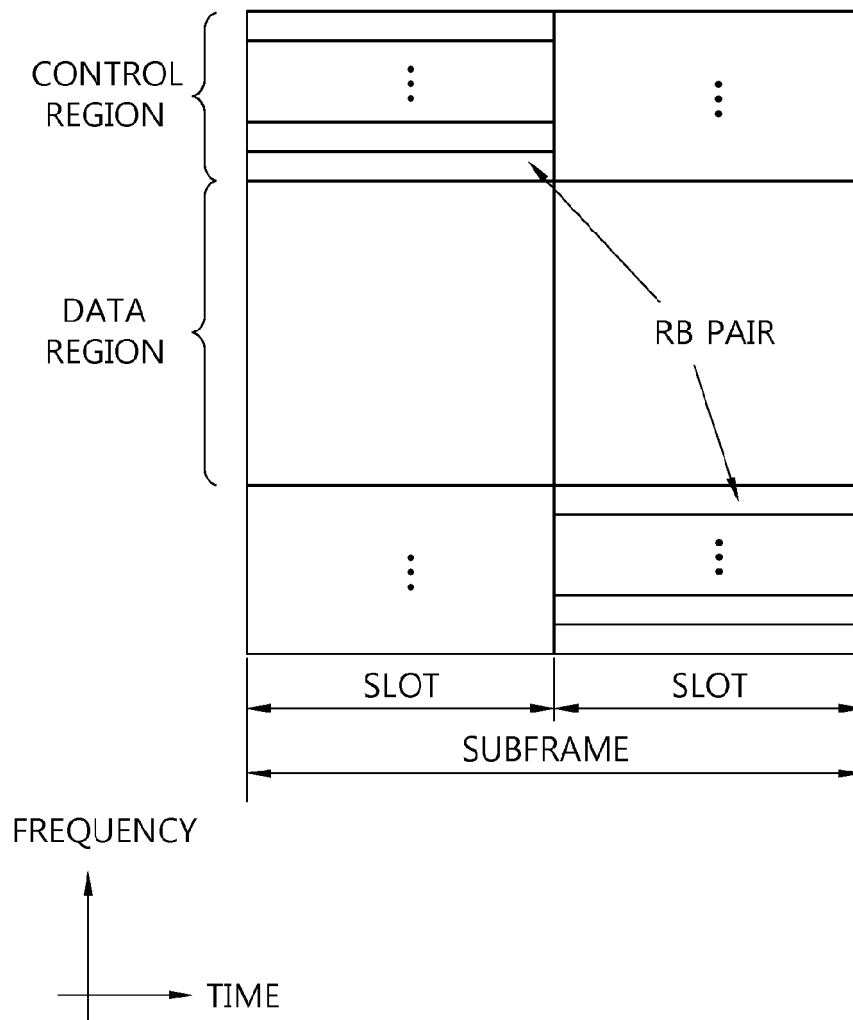 CONTROL
REGION
DATA
REGION
RB PAIR
SLOT
SLOT
SUBFRAME
FREQUENCY
TIME